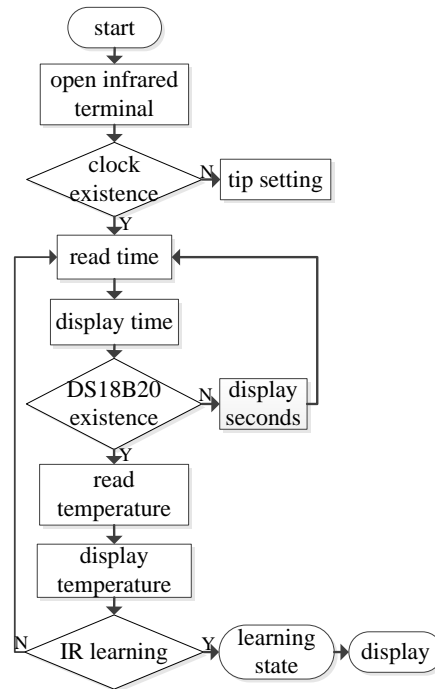 start
open infrared
terminal
clock
existence
N
tip setting
Y
read time
display time
DS18B20
existence
N
display
seconds
Y
read
temperature
display
temperature
N
IR learning
Y
learning
state
display